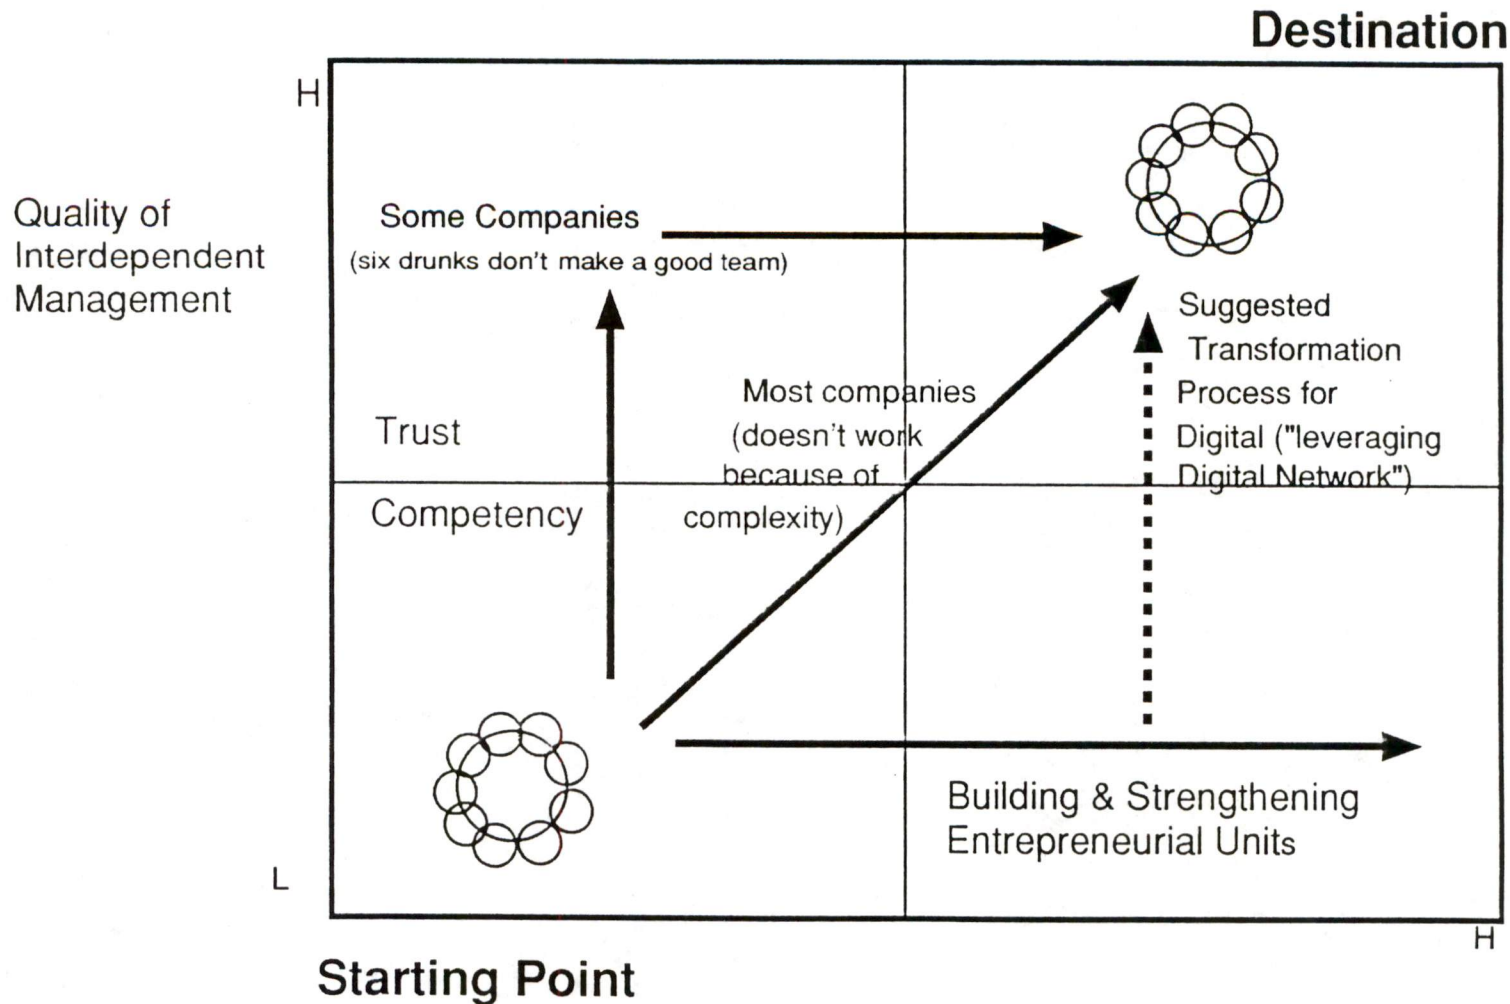 Destination
H
Quality of
Interdependent
Management
Some Companies
(six drunks don't make a good team)
Suggested
Transformation
Process for
Digital ("leveraging
Digital Network")
Most companies
(doesn't work
because of
complexity)
Trust
Competency
Building & Strengthening
Entrepreneurial Units
L
H
Starting Point